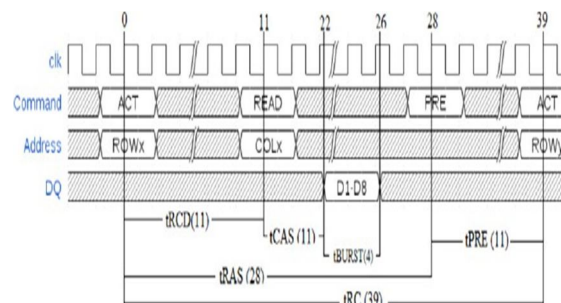 0 11 22 26 28 39
clk
Command ACT READ PRE ACT
Address ROWx COLx ROWy
DQ D1-D8
tRCD(11)
tCAS (11)
tBURST(4)
tPRE (11)
tRAS (28)
tRC (39)